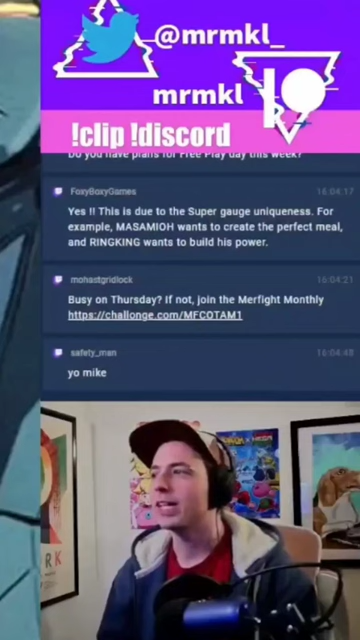 @mrmkl_
mrmkl
!clip !discord
Do you have plans for Free Play day this week?
FoxyBoxyGames 16:04:17
Yes !! This is due to the Super gauge uniqueness. For
example, MASAMIOH wants to create the perfect meal,
and RINGKING wants to build his power.
mohastgridlock 16:04:21
Busy on Thursday? If not, join the Merfight Monthly
https://challonge.com/MFCOTAM1
safety_man 16:04:48
yo mike
R K